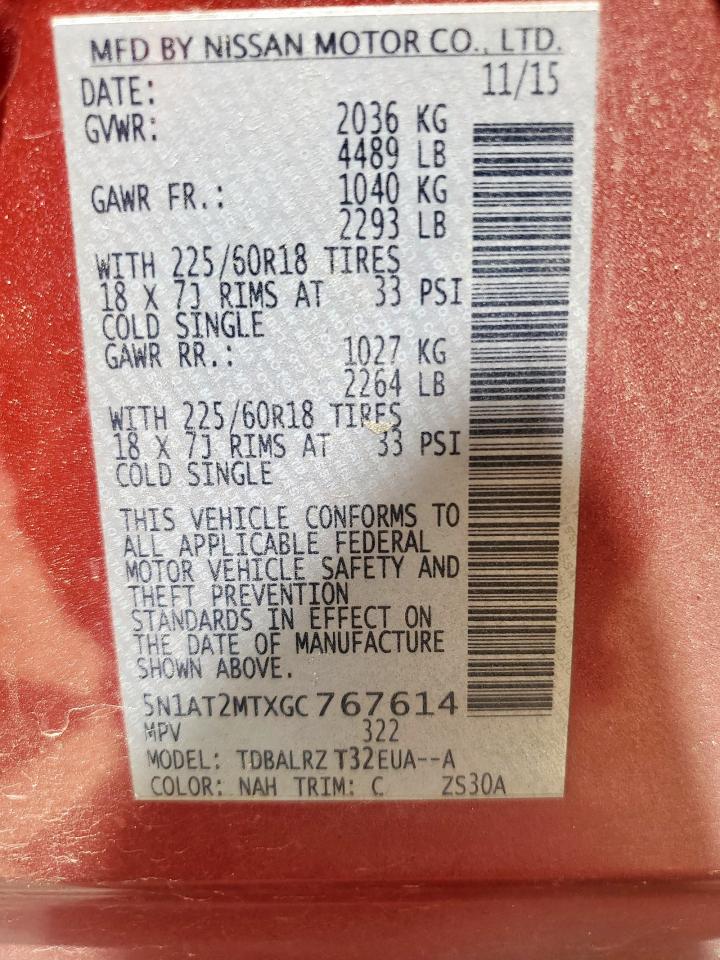 MFD BY NISSAN MOTOR CO., LTD.
DATE: 11/15
GVWR: 2036 KG
4489 LB
GAWR FR.: 1040 KG
2293 LB
WITH 225/60R18 TIRES
18 X 7J RIMS AT 33 PSI
COLD SINGLE
GAWR RR.: 1027 KG
2264 LB
WITH 225/60R18 TIRES
18 X 7J RIMS AT 33 PSI
COLD SINGLE
THIS VEHICLE CONFORMS TO
ALL APPLICABLE FEDERAL
MOTOR VEHICLE SAFETY AND
THEFT PREVENTION
STANDARDS IN EFFECT ON
THE DATE OF MANUFACTURE
SHOWN ABOVE.
5N1AT2MTXGC767614
MPV 322
MODEL: TDBALRZ T32EUA--A
COLOR: NAH TRIM: C ZS30A